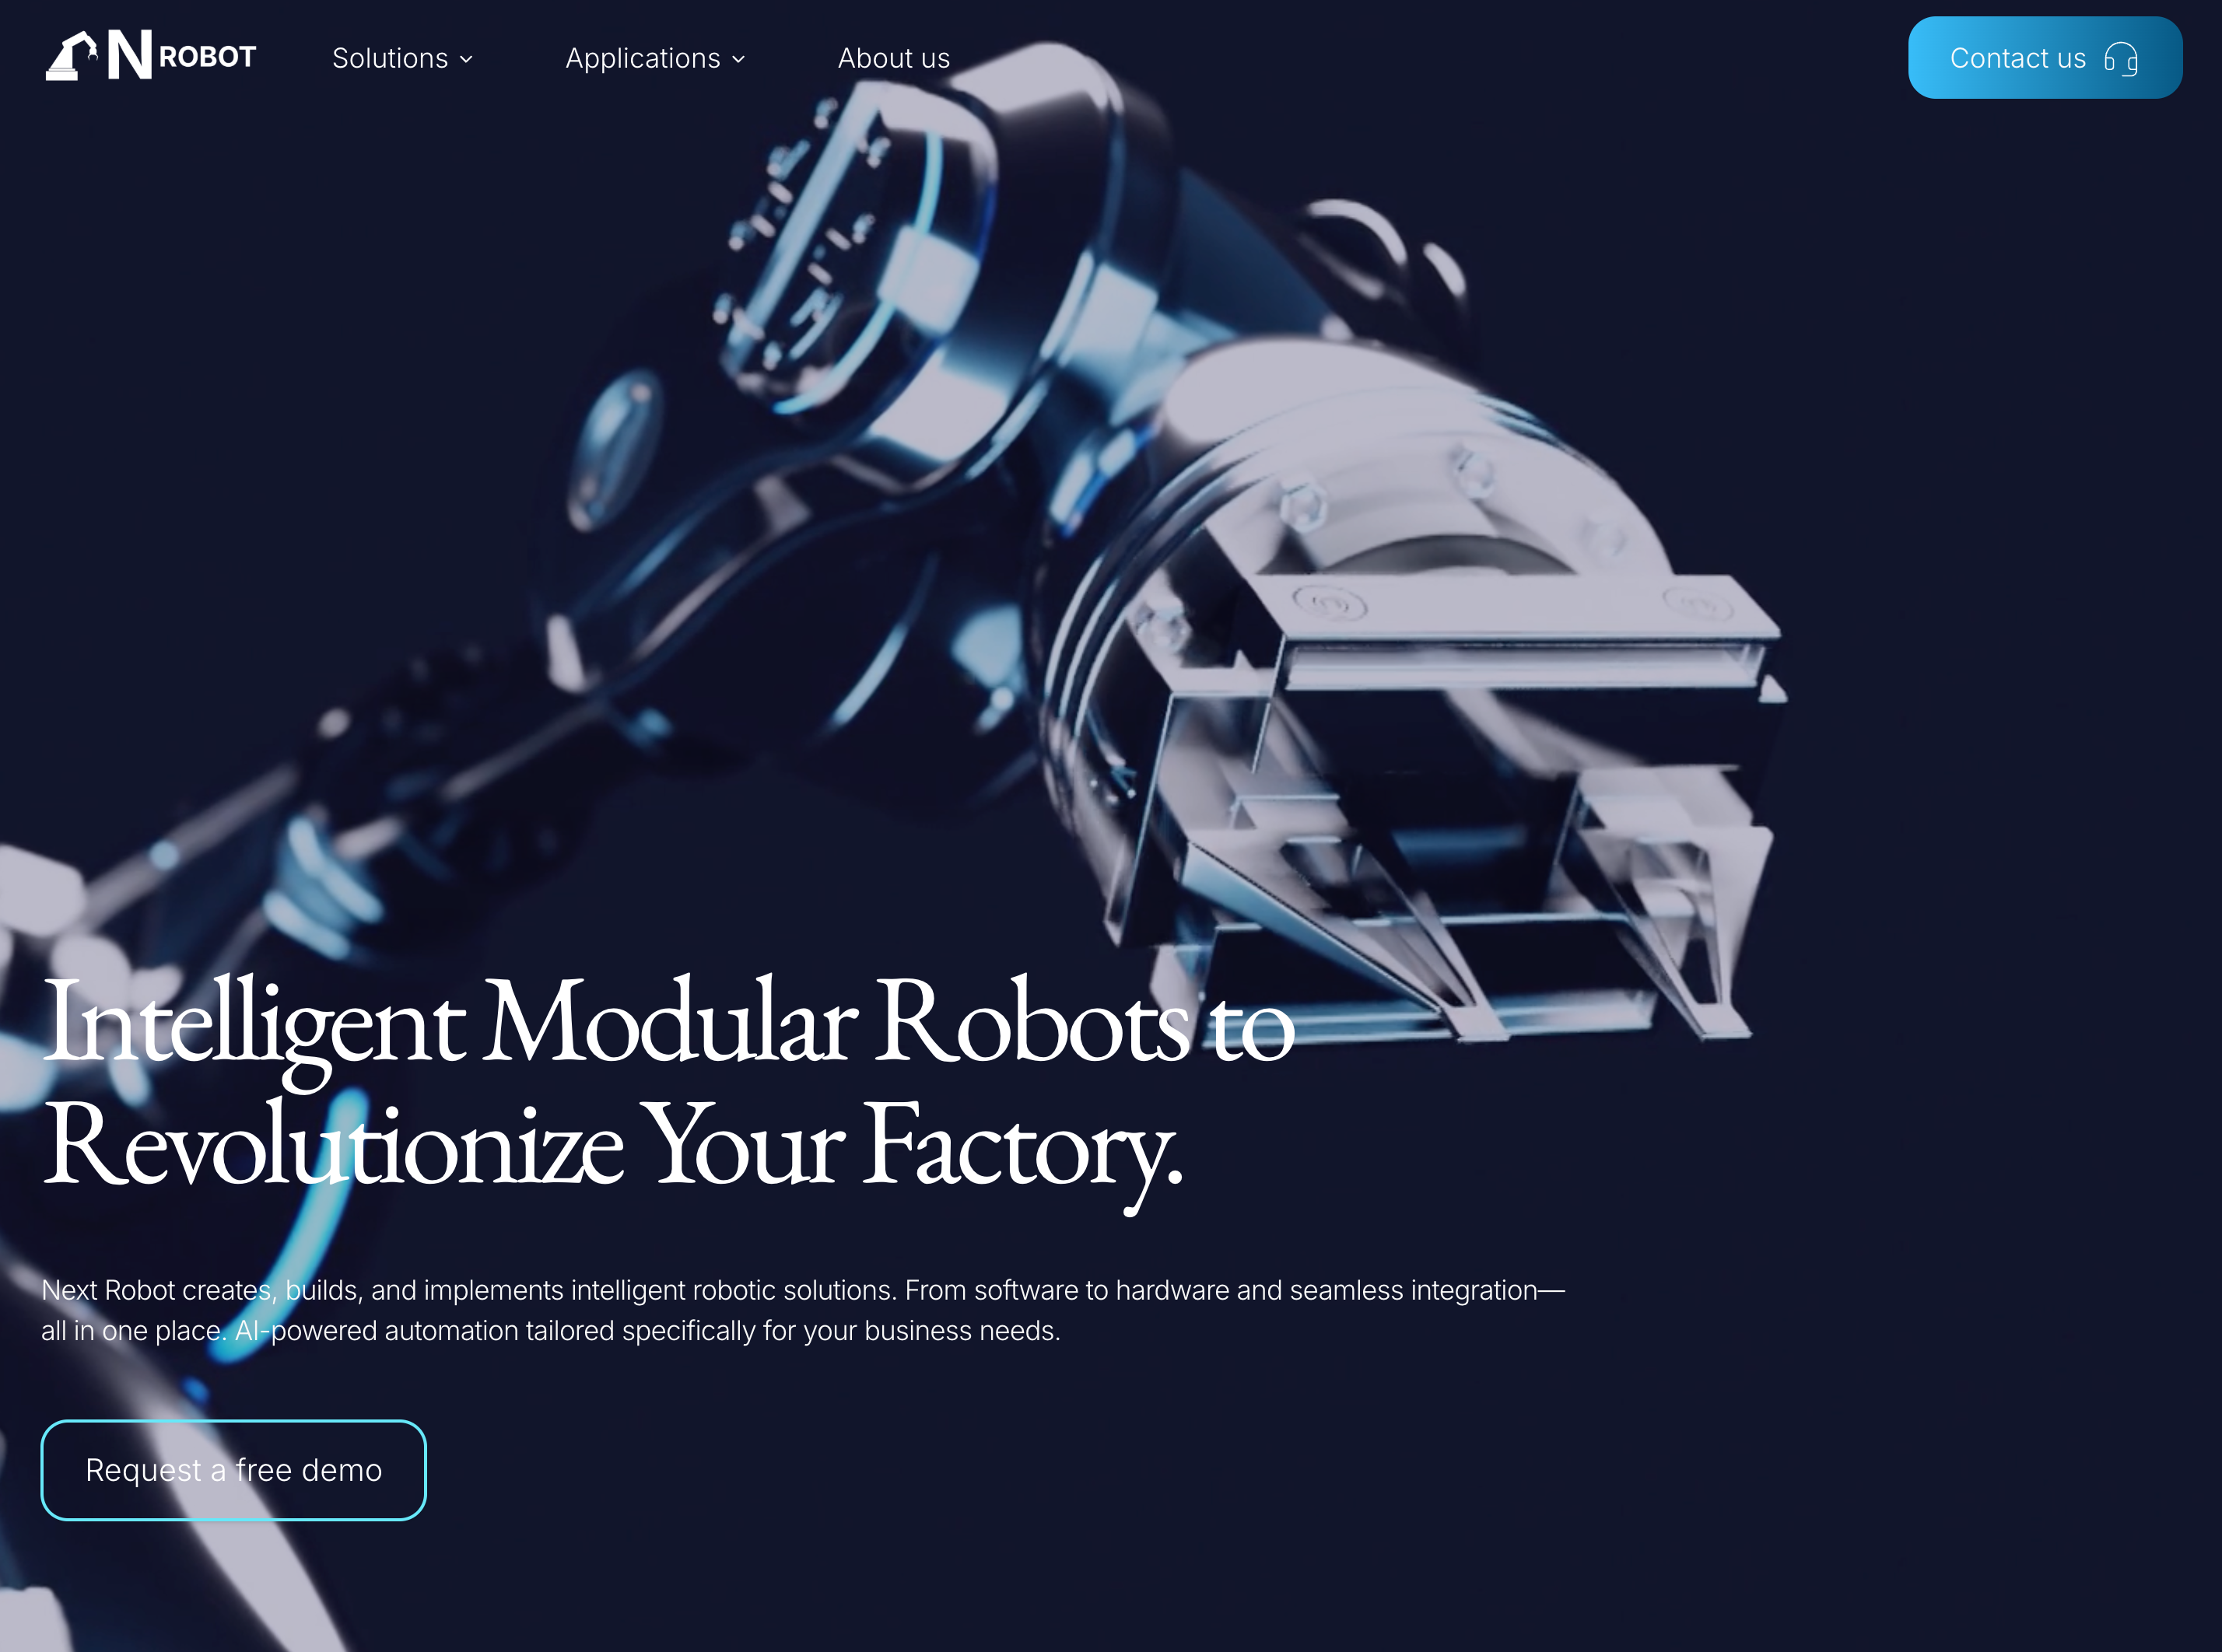 N ROBOT
Solutions
Applications
About us
Contact us
Intelligent Modular Robots to
Revolutionize Your Factory.
Next Robot creates, builds, and implements intelligent robotic solutions. From software to hardware and seamless integration—
all in one place. AI-powered automation tailored specifically for your business needs.
Request a free demo